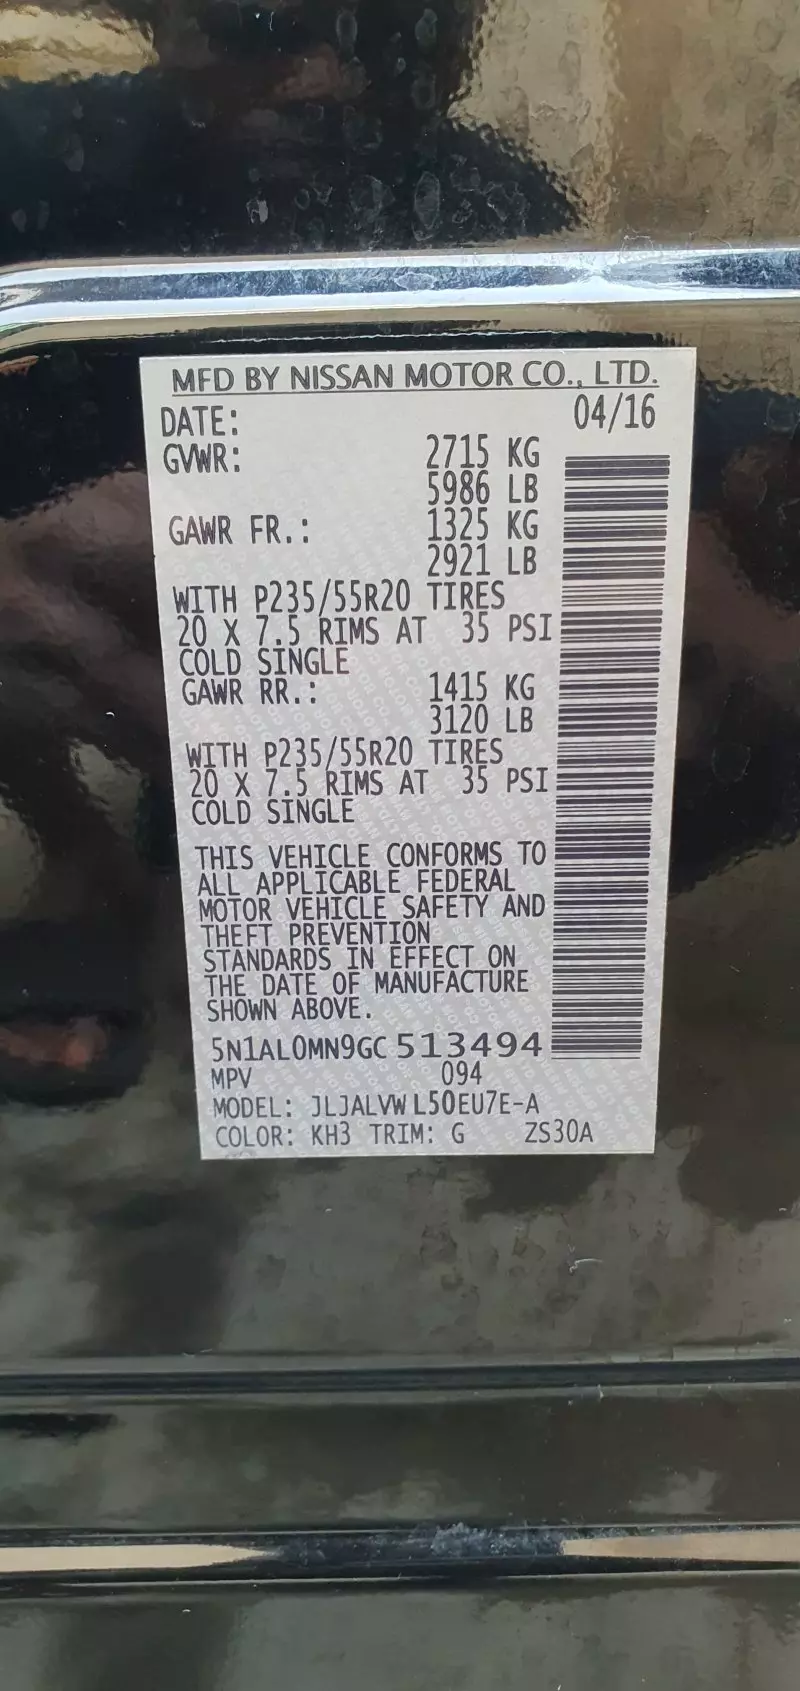 MFD BY NISSAN MOTOR CO., LTD.
DATE: 04/16
GVWR: 2715 KG
5986 LB
GAWR FR.: 1325 KG
2921 LB
WITH P235/55R20 TIRES
20 X 7.5 RIMS AT 35 PSI
COLD SINGLE
GAWR RR.: 1415 KG
3120 LB
WITH P235/55R20 TIRES
20 X 7.5 RIMS AT 35 PSI
COLD SINGLE
THIS VEHICLE CONFORMS TO
ALL APPLICABLE FEDERAL
MOTOR VEHICLE SAFETY AND
THEFT PREVENTION
STANDARDS IN EFFECT ON
THE DATE OF MANUFACTURE
SHOWN ABOVE.
5N1AL0MN9GC 513494
MPV 094
MODEL: JLJALVW L50EU7E-A
COLOR: KH3 TRIM: G ZS30A